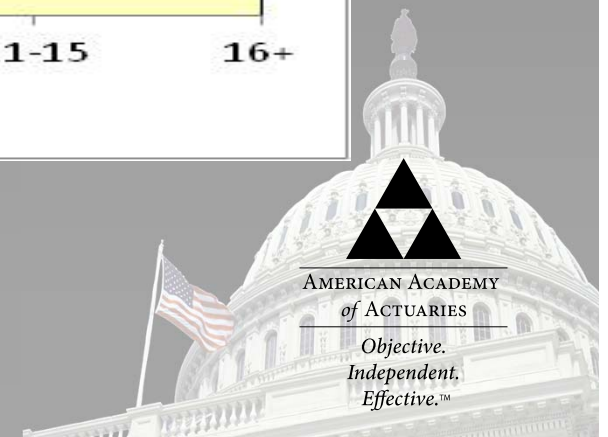 1-15 16+
AMERICAN ACADEMY
of ACTUARIES
Objective.
Independent.
Effective.™